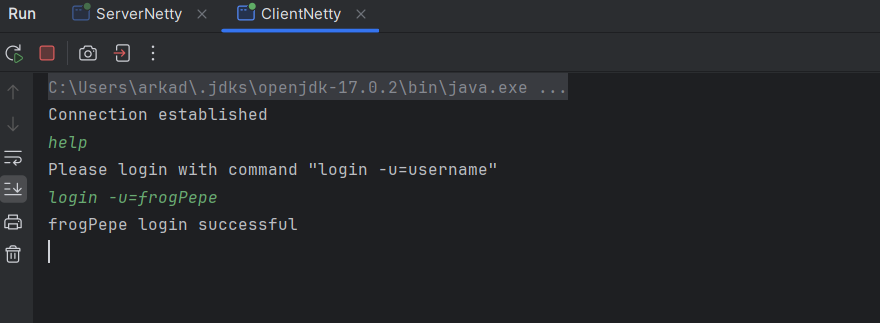 Run ServerNetty ClientNetty
C:\Users\arkad\.jdks\openjdk-17.0.2\bin\java.exe ...
Connection established
help
Please login with command "login -u=username"
login -u=frogPepe
frogPepe login successful